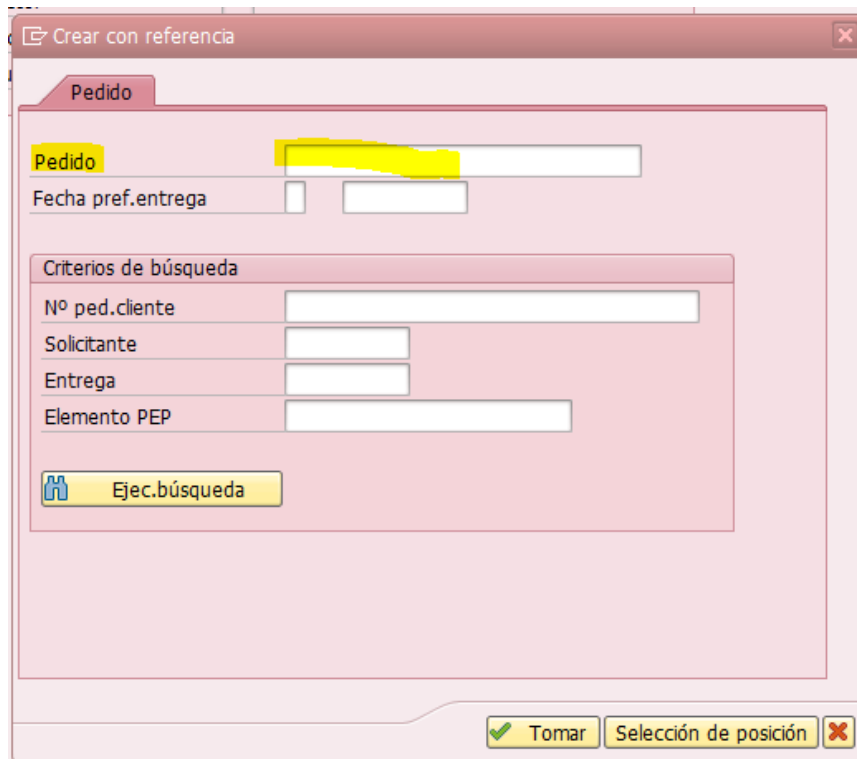 Crear con referencia
Pedido
Pedido
Fecha pref.entrega
Criterios de búsqueda
Nº ped.cliente
Solicitante
Entrega
Elemento PEP
Ejec.búsqueda
Tomar Selección de posición